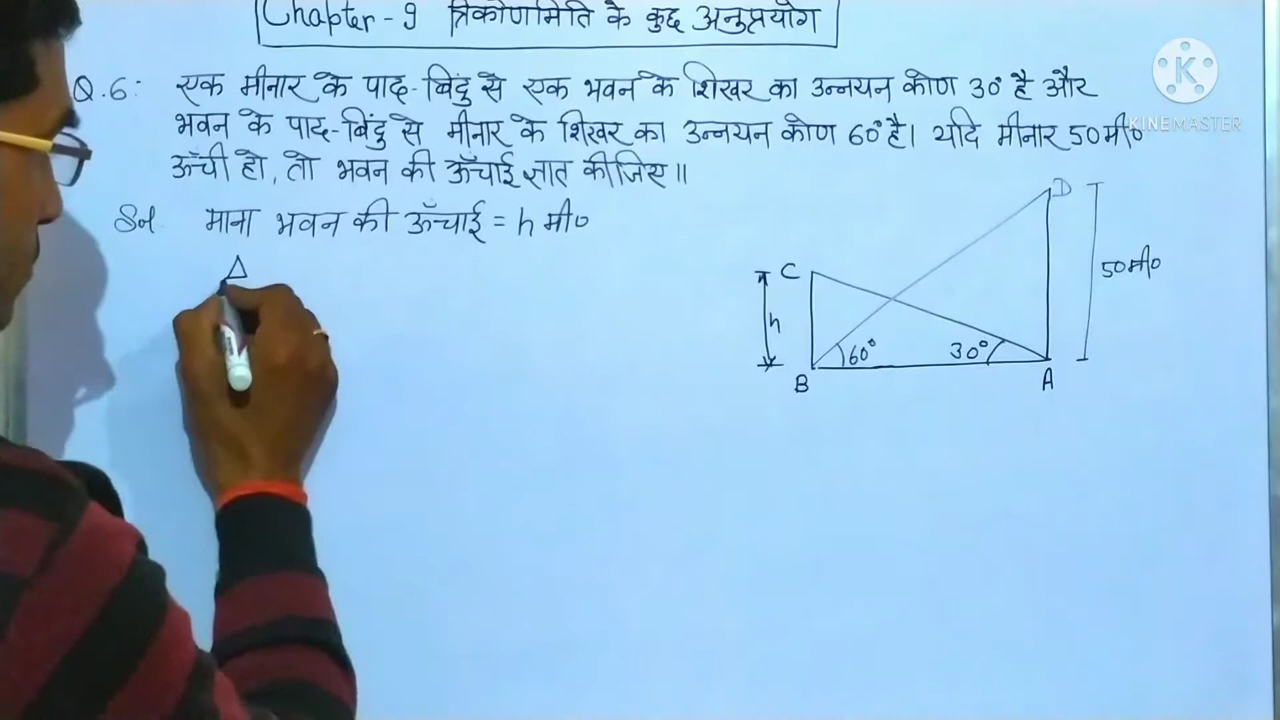 Chapter - 9 त्रिकोणमिति के कुछ अनुप्रयोग
Q.6: एक मीनार के पाद-बिंदु से एक भवन के शिखर का उन्नयन कोण 30° है और
भवन के पाद-बिंदु से मीनार के शिखर का उन्नयन कोण 60° है। यदि मीनार 50 मी०
ऊँची हो, तो भवन की ऊँचाई ज्ञात कीजिए॥
Sol. माना भवन की ऊँचाई = h मी०
Δ
D
C
50 मी०
h
60°
30°
B
A
K
KINEMASTER